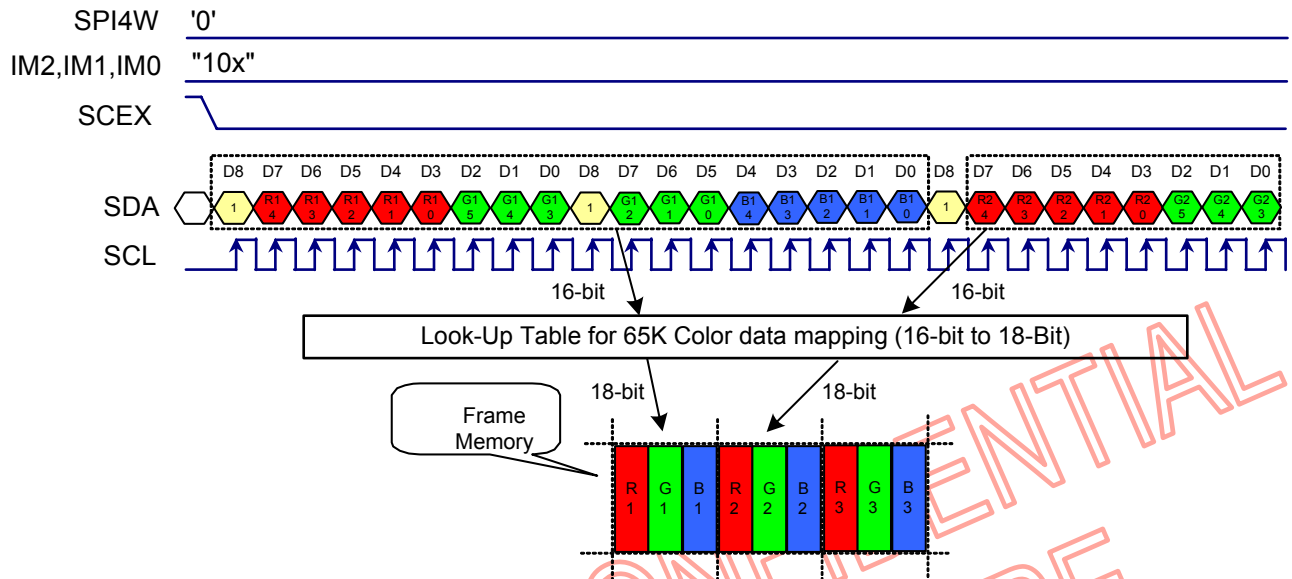 SPI4W '0'
IM2,IM1,IM0 "10x"
SCEX
D8 D7 D6 D5 D4 D3 D2 D1 D0 D8 D7 D6 D5 D4 D3 D2 D1 D0 D8 D7 D6 D5 D4 D3 D2 D1 D0
SDA 1 R14 R13 R12 R11 R10 G15 G14 G13 1 G12 G11 G10 B14 B13 B12 B11 B10 1 R24 R23 R22 R21 R20 G25 G24 G23
SCL
16-bit 16-bit
Look-Up Table for 65K Color data mapping (16-bit to 18-Bit)
18-bit 18-bit
Frame
Memory
R1 G1 B1 R2 G2 B2 R3 G3 B3